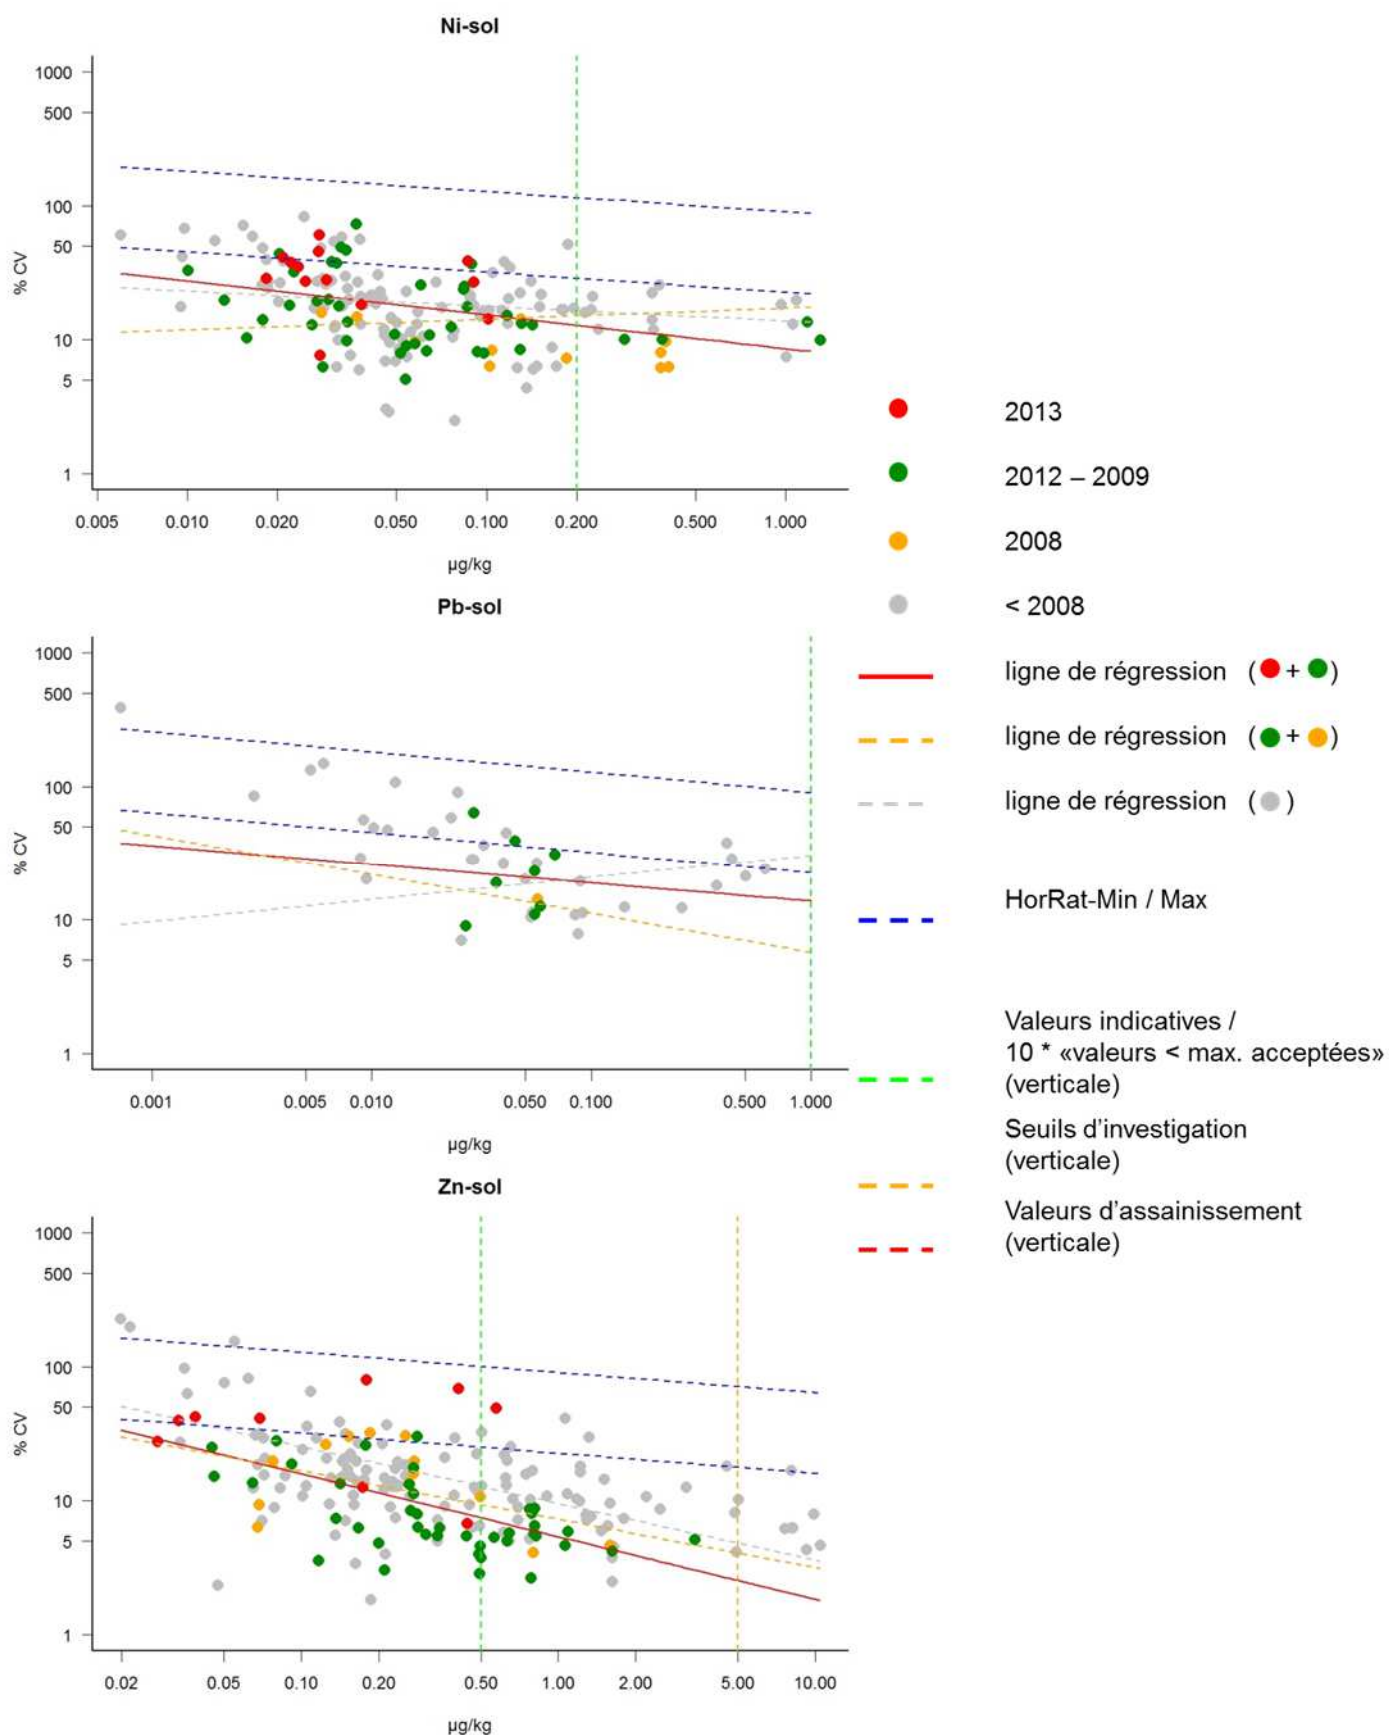 Ni-sol
1000
500
100
50
10
5
1
% CV
0.005 0.010 0.020 0.050 0.100 0.200 0.500 1.000
µg/kg
Pb-sol
1000
500
100
50
10
5
1
% CV
0.001 0.005 0.010 0.050 0.100 0.500 1.000
µg/kg
Zn-sol
1000
500
100
50
10
5
1
% CV
0.02 0.05 0.10 0.20 0.50 1.00 2.00 5.00 10.00
µg/kg
2013
2012 – 2009
2008
< 2008
ligne de régression ( + )
ligne de régression ( + )
ligne de régression ( )
HorRat-Min / Max
Valeurs indicatives /
10 * «valeurs < max. acceptées»
(verticale)
Seuils d'investigation
(verticale)
Valeurs d'assainissement
(verticale)